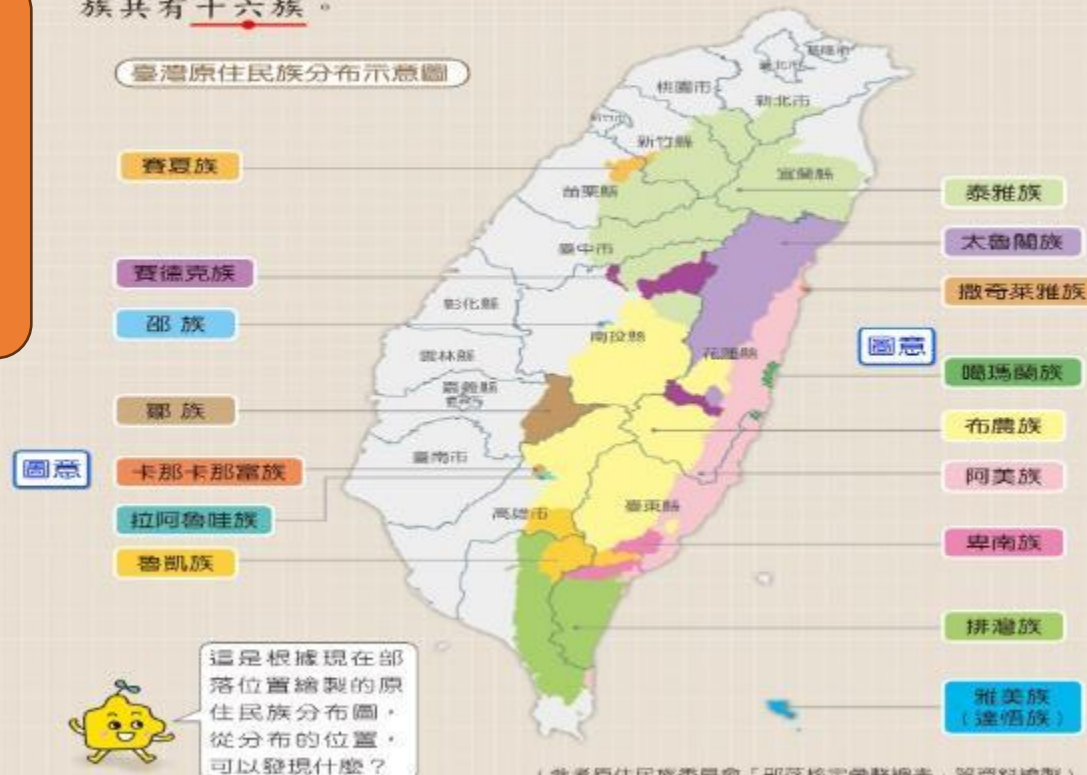 族共有十六族。
臺灣原住民族分布示意圖
桃園市
新北市
新竹縣
宜蘭縣
苗栗縣
臺中市
彰化縣
南投縣
花蓮縣
雲林縣
嘉義縣
臺南市
高雄市
臺東縣
賽夏族
賽德克族
邵族
鄒族
圖意
卡那卡那富族
拉阿魯哇族
魯凱族
泰雅族
太魯閣族
撒奇萊雅族
圖意
噶瑪蘭族
布農族
阿美族
卑南族
排灣族
雅美族
(達悟族)
這是根據現在部
落位置繪製的原
住民族分布圖,
從分布的位置,
可以發現什麼?